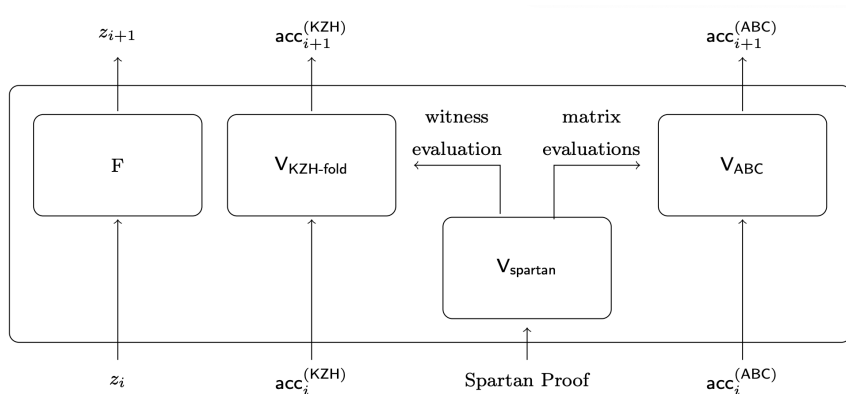 z_{i+1} acc_{i+1}^{(KZH)} acc_{i+1}^{(ABC)}
witness matrix
evaluation evaluations
F V_{KZH-fold} V_{ABC}
V_{spartan}
z_i acc_i^{(KZH)} Spartan Proof acc_i^{(ABC)}